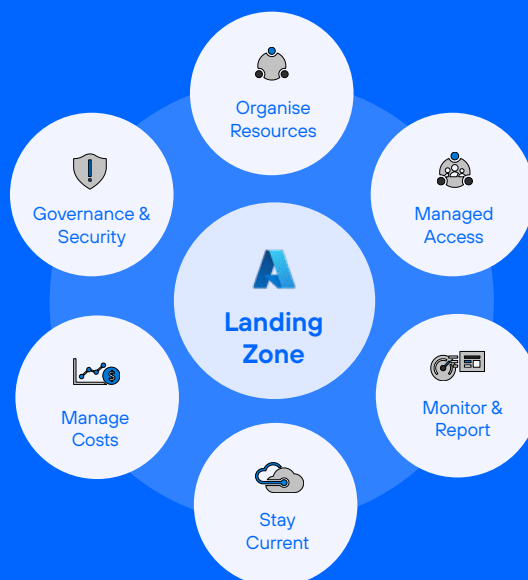 Organise
Resources
Governance &
Security
Managed
Access
Landing
Zone
Manage
Costs
Monitor &
Report
Stay
Current